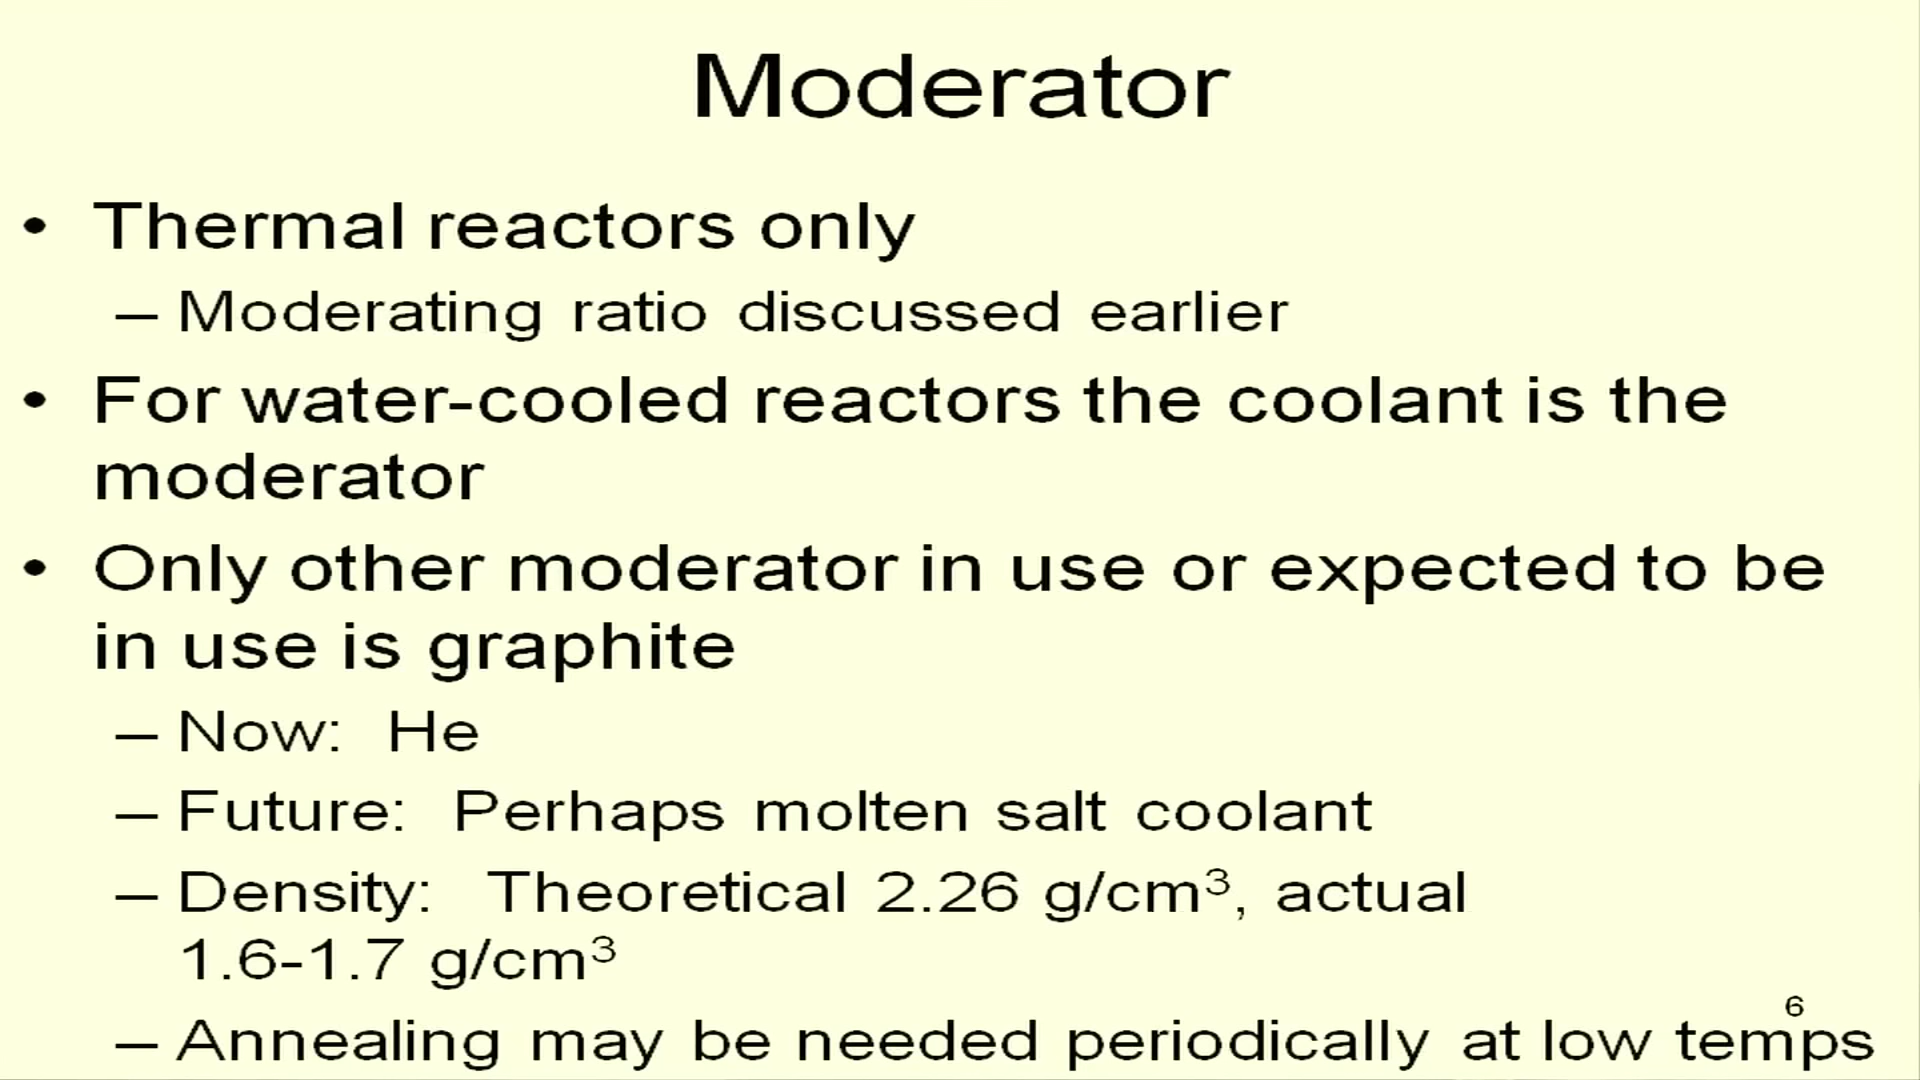 Moderator
• Thermal reactors only
– Moderating ratio discussed earlier
• For water-cooled reactors the coolant is the
moderator
• Only other moderator in use or expected to be
in use is graphite
– Now: He
– Future: Perhaps molten salt coolant
– Density: Theoretical 2.26 g/cm³, actual
1.6-1.7 g/cm³
– Annealing may be needed periodically at low temps
6